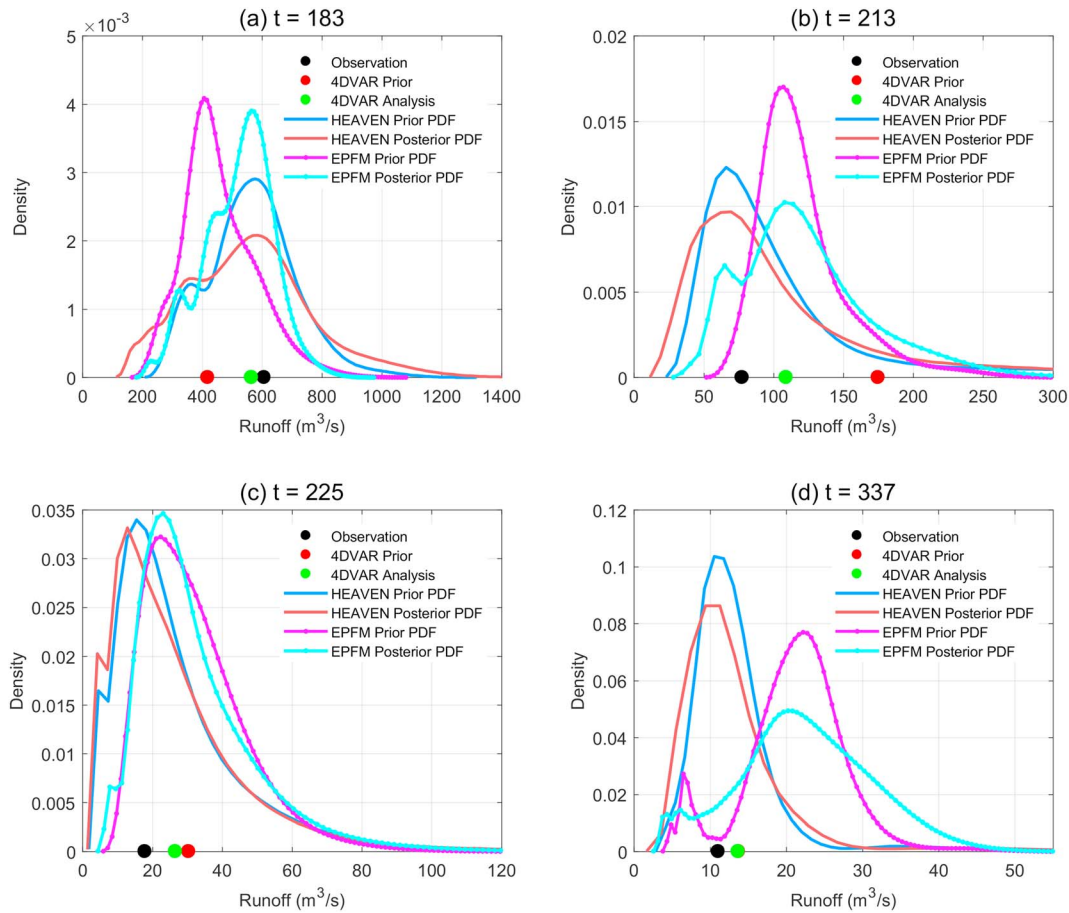 (a) t = 183
×10⁻³
5
4
3
2
1
0
Density
0 200 400 600 800 1000 1200 1400
Runoff (m³/s)
Observation
4DVAR Prior
4DVAR Analysis
HEAVEN Prior PDF
HEAVEN Posterior PDF
EPFM Prior PDF
EPFM Posterior PDF
(b) t = 213
0.02
0.015
0.01
0.005
0
Density
0 50 100 150 200 250 300
Runoff (m³/s)
Observation
4DVAR Prior
4DVAR Analysis
HEAVEN Prior PDF
HEAVEN Posterior PDF
EPFM Prior PDF
EPFM Posterior PDF
(c) t = 225
0.035
0.03
0.025
0.02
0.015
0.01
0.005
0
Density
0 20 40 60 80 100 120
Runoff (m³/s)
Observation
4DVAR Prior
4DVAR Analysis
HEAVEN Prior PDF
HEAVEN Posterior PDF
EPFM Prior PDF
EPFM Posterior PDF
(d) t = 337
0.12
0.1
0.08
0.06
0.04
0.02
0
Density
0 10 20 30 40 50
Runoff (m³/s)
Observation
4DVAR Prior
4DVAR Analysis
HEAVEN Prior PDF
HEAVEN Posterior PDF
EPFM Prior PDF
EPFM Posterior PDF